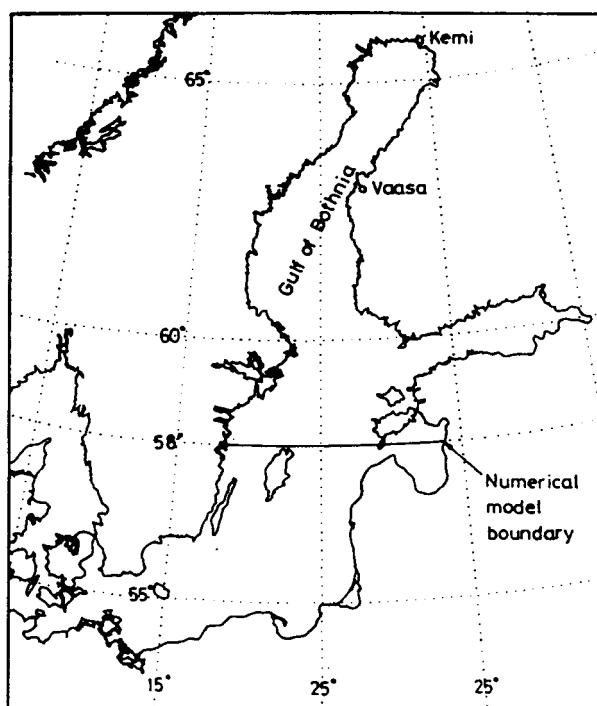 Kemi
65°
Vaasa
Gulf of Bothnia
60°
58°
Numerical
model
boundary
55°
15°
25°
25°